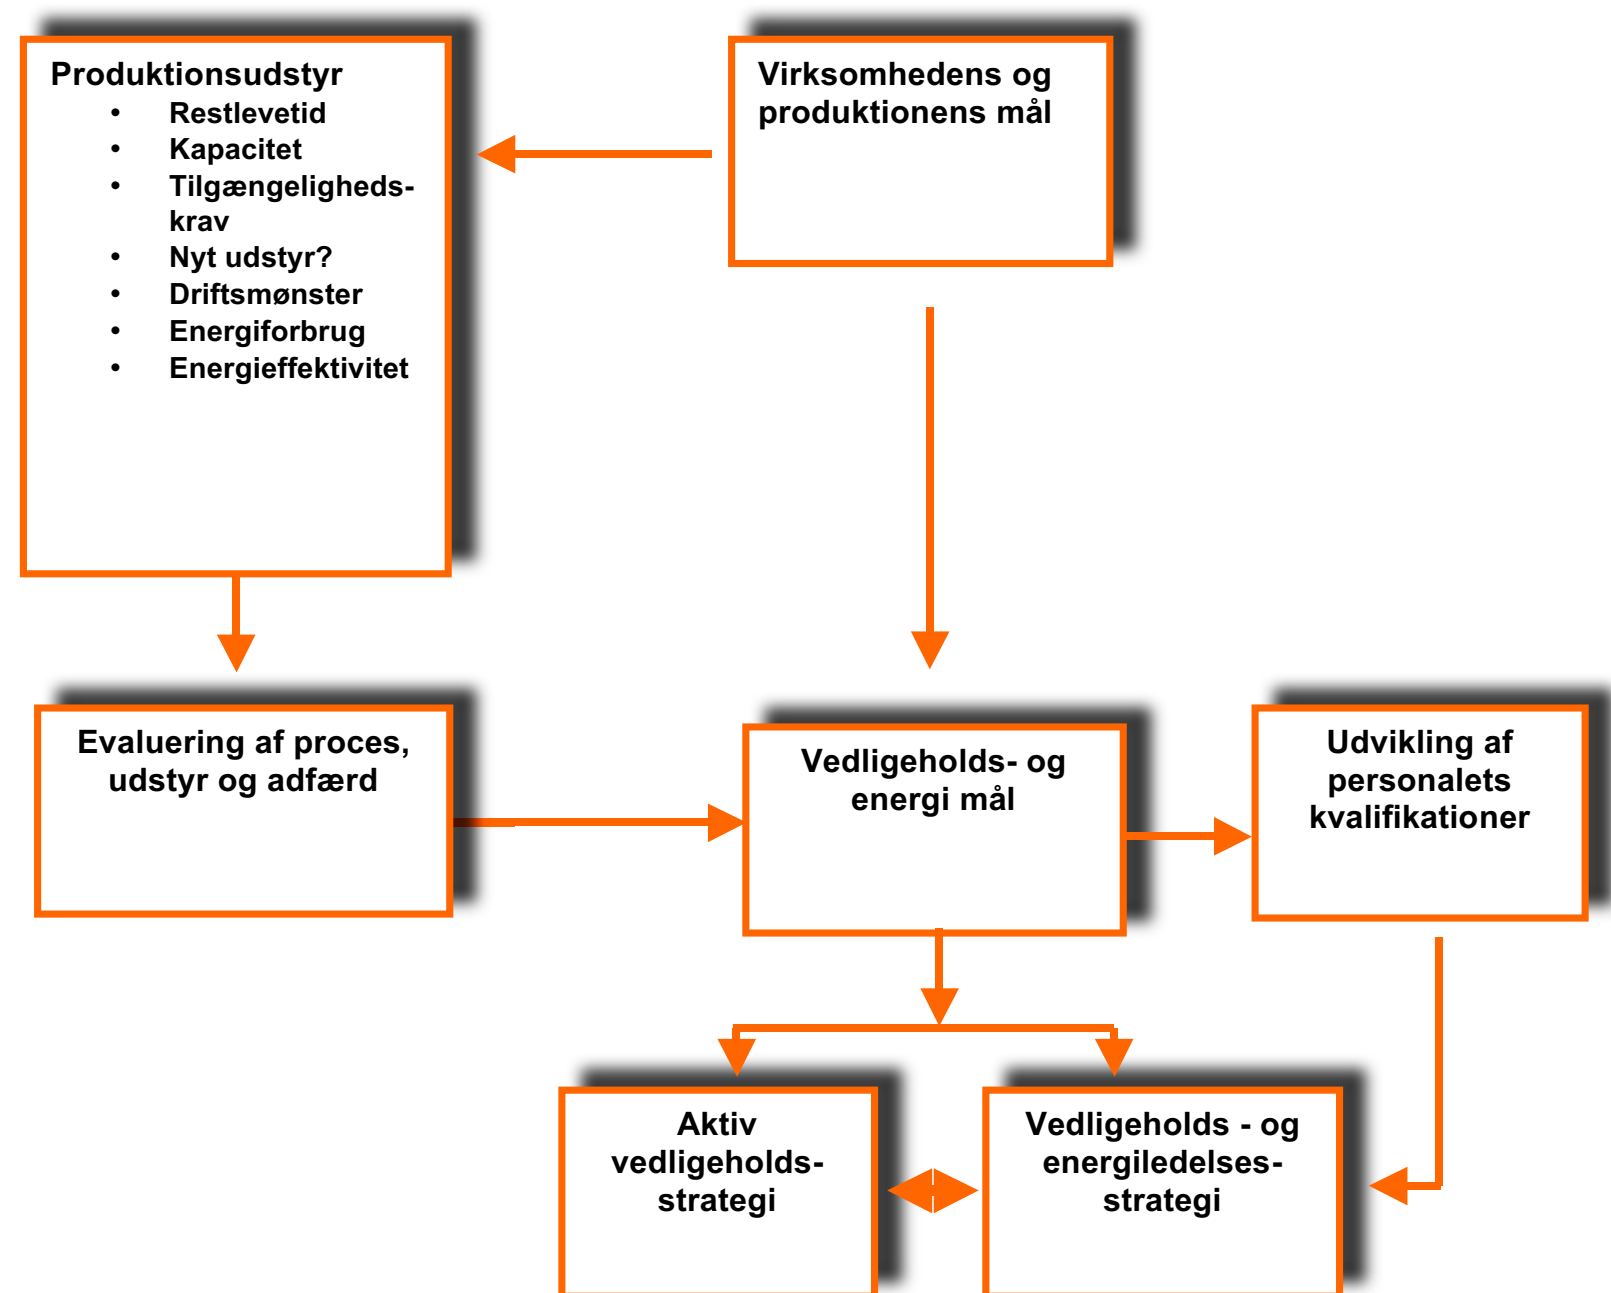 Produktionsudstyr
• Restlevetid
• Kapacitet
• Tilgængeligheds-
krav
• Nyt udstyr?
• Driftsmønster
• Energiforbrug
• Energieffektivitet
Virksomhedens og
produktionens mål
Evaluering af proces,
udstyr og adfærd
Vedligeholds- og
energi mål
Udvikling af
personalets
kvalifikationer
Aktiv
vedligeholds-
strategi
Vedligeholds - og
energiledelses-
strategi